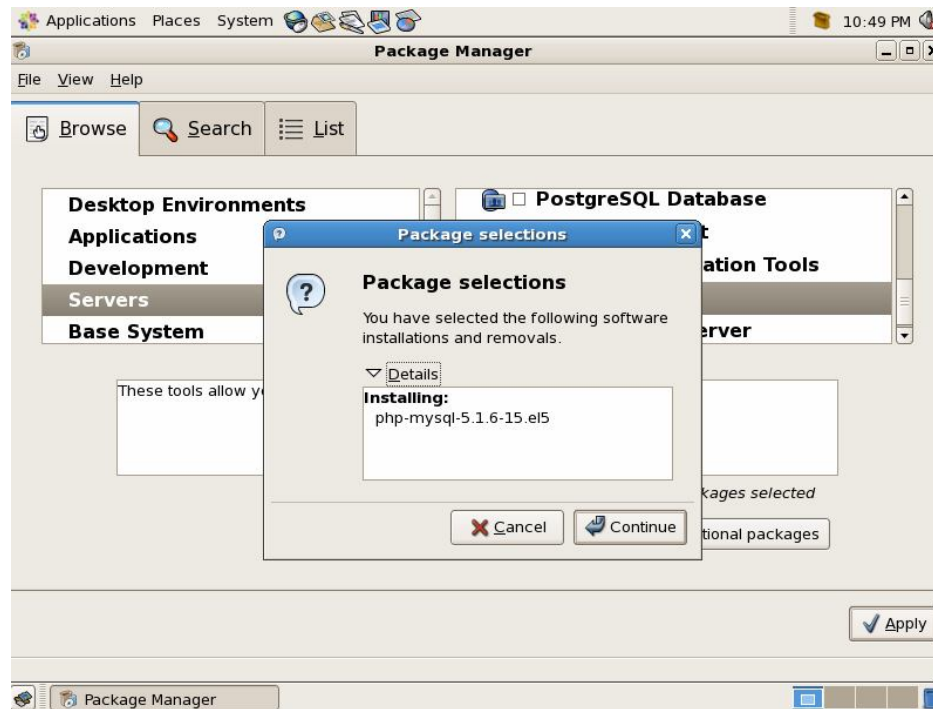 Applications Places System
10:49 PM
Package Manager
File View Help
Browse
Search
List
Desktop Environments
Applications
Development
Servers
Base System
PostgreSQL Database
ation Tools
erver
These tools allow
Package selections
Package selections
You have selected the following software
installations and removals.
Details
Installing:
php-mysql-5.1.6-15.el5
Cancel
Continue
kages selected
tional packages
Apply
Package Manager